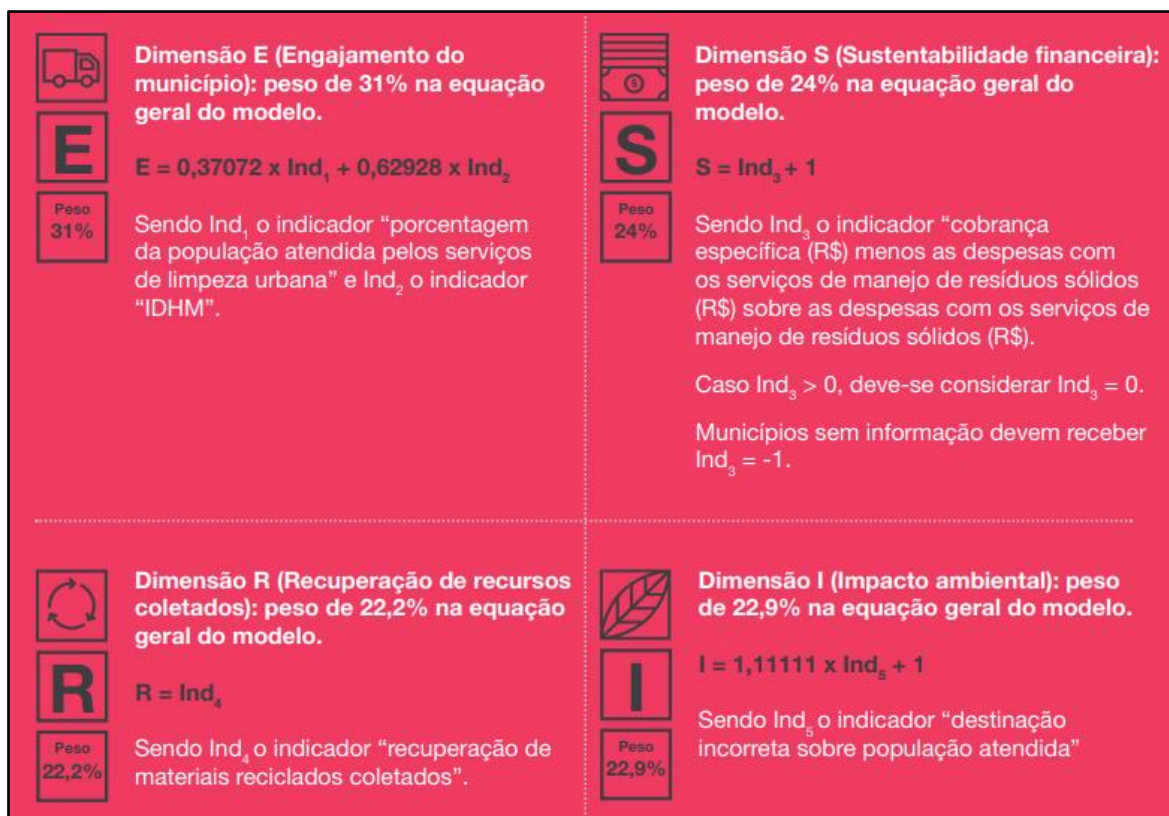 Dimensão E (Engajamento do
município): peso de 31% na equação
geral do modelo.
E
E = 0,37072 x Ind₁ + 0,62928 x Ind₂
Peso
31%
Sendo Ind₁ o indicador “porcentagem
da população atendida pelos serviços
de limpeza urbana” e Ind₂ o indicador
“IDHM”.
Dimensão S (Sustentabilidade financeira):
peso de 24% na equação geral do
modelo.
S
S = Ind₃ + 1
Peso
24%
Sendo Ind₃ o indicador “cobrança
específica (R$) menos as despesas com
os serviços de manejo de resíduos sólidos
(R$) sobre as despesas com os serviços de
manejo de resíduos sólidos (R$).
Caso Ind₃ > 0, deve-se considerar Ind₃ = 0.
Municípios sem informação devem receber
Ind₃ = -1.
Dimensão R (Recuperação de recursos
coletados): peso de 22,2% na equação
geral do modelo.
R
R = Ind₄
Peso
22,2%
Sendo Ind₄ o indicador “recuperação de
materiais reciclados coletados”.
Dimensão I (Impacto ambiental): peso
de 22,9% na equação geral do modelo.
I
I = 1,11111 x Ind₅ + 1
Peso
22,9%
Sendo Ind₅ o indicador “destinação
incorreta sobre população atendida”